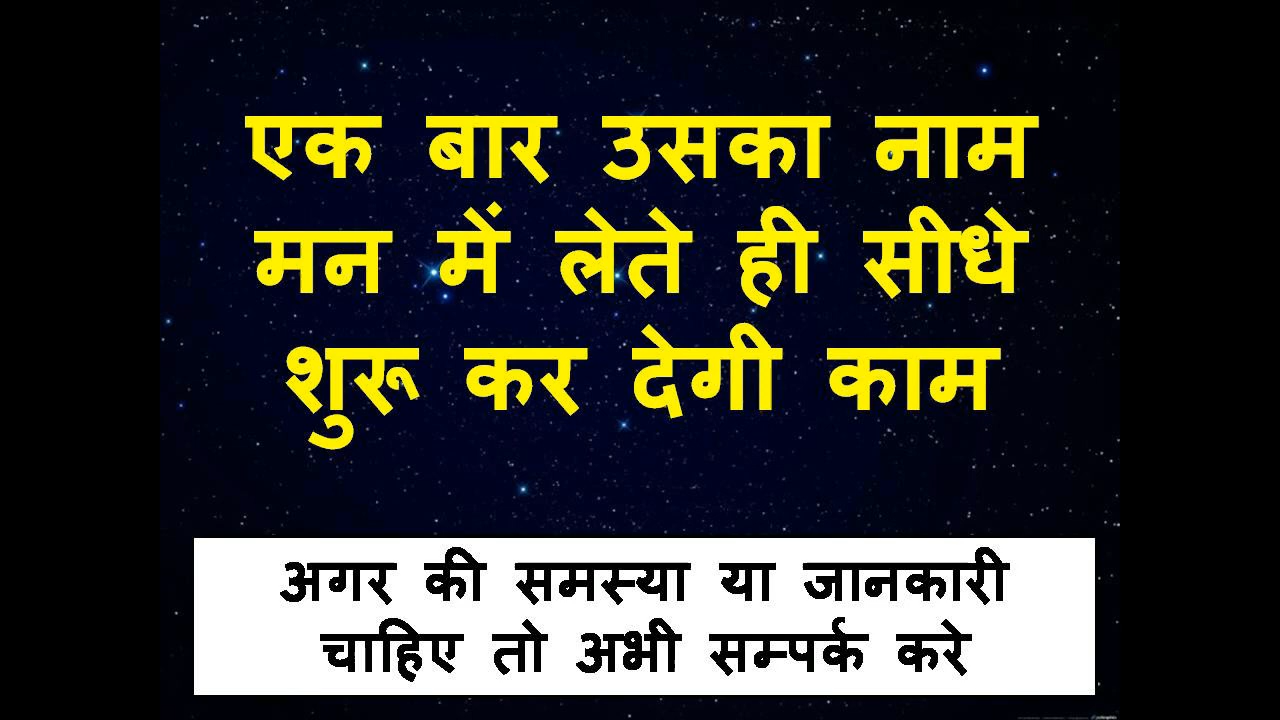 एक बार उसका नाम
मन में लेते ही सीधे
शुरू कर देगी काम
अगर की समस्या या जानकारी
चाहिए तो अभी सम्पर्क करे